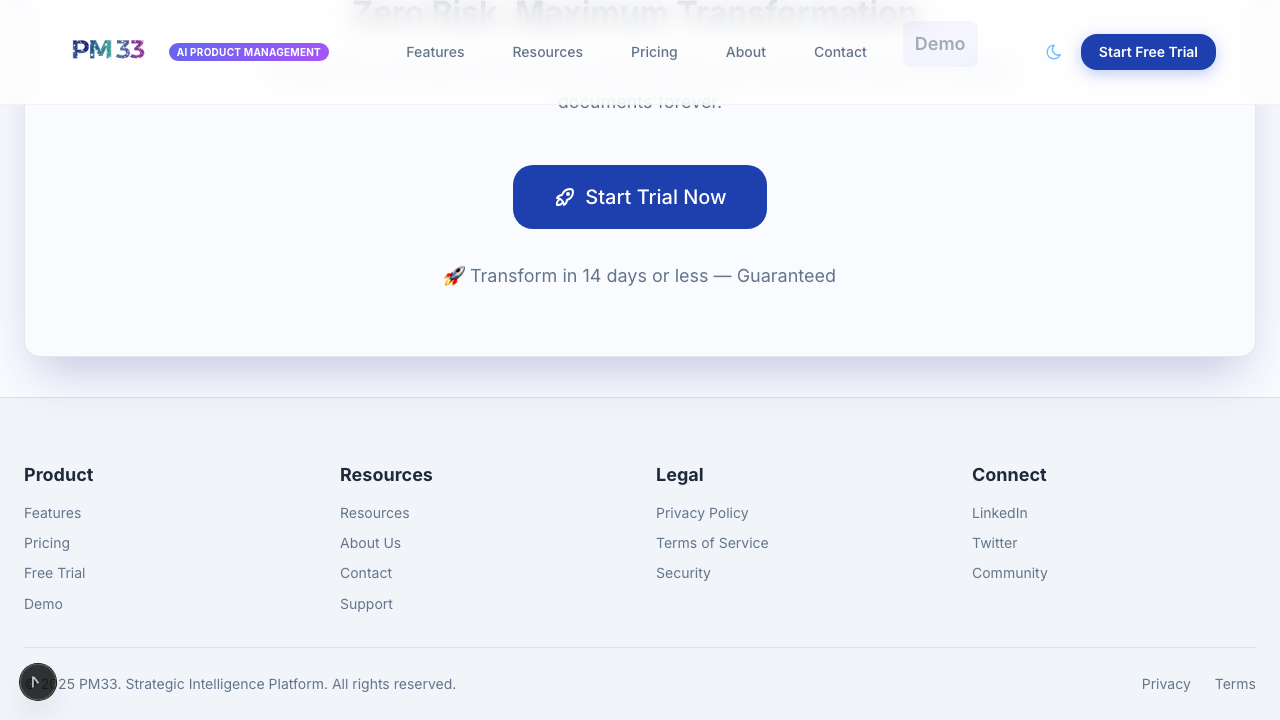 Zero Risk. Maximum Transformation
PM33
AI PRODUCT MANAGEMENT
Features
Resources
Pricing
About
Contact
Demo
Start Free Trial
documents forever.
Start Trial Now
🚀 Transform in 14 days or less — Guaranteed
Product
Features
Pricing
Free Trial
Demo
Resources
Resources
About Us
Contact
Support
Legal
Privacy Policy
Terms of Service
Security
Connect
LinkedIn
Twitter
Community
© 2025 PM33. Strategic Intelligence Platform. All rights reserved.
Privacy
Terms